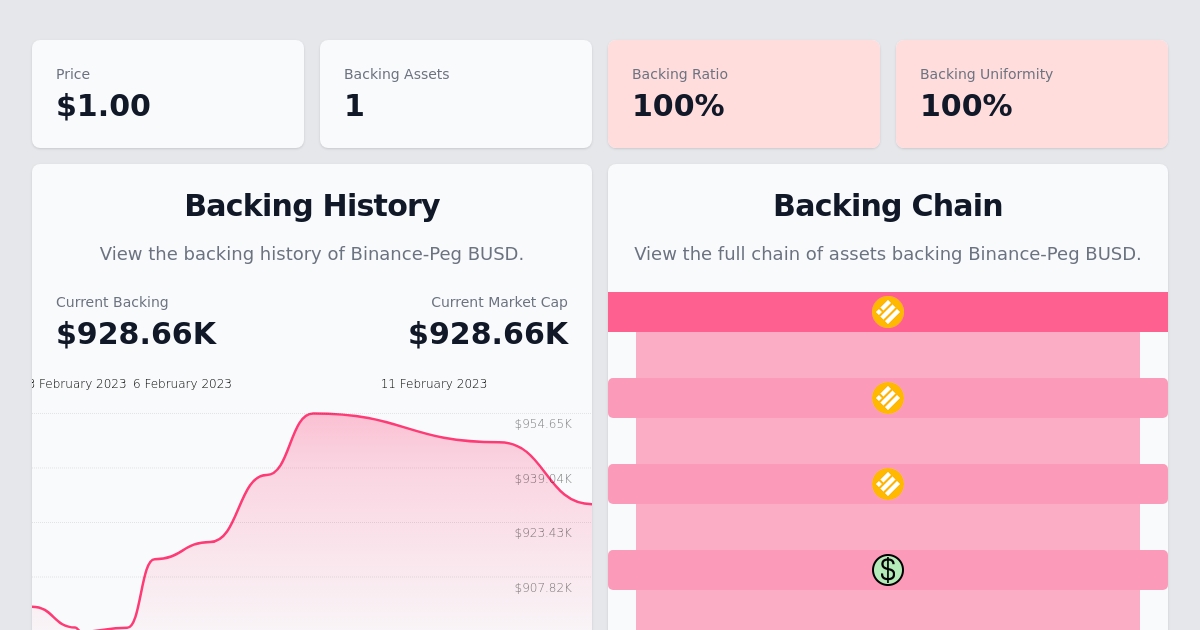 Price
$1.00
Backing Assets
1
Backing Ratio
100%
Backing Uniformity
100%
Backing History
View the backing history of Binance-Peg BUSD.
Current Backing
$928.66K
Current Market Cap
$928.66K
3 February 2023
6 February 2023
11 February 2023
$954.65K
$939.04K
$923.43K
$907.82K
Backing Chain
View the full chain of assets backing Binance-Peg BUSD.
$